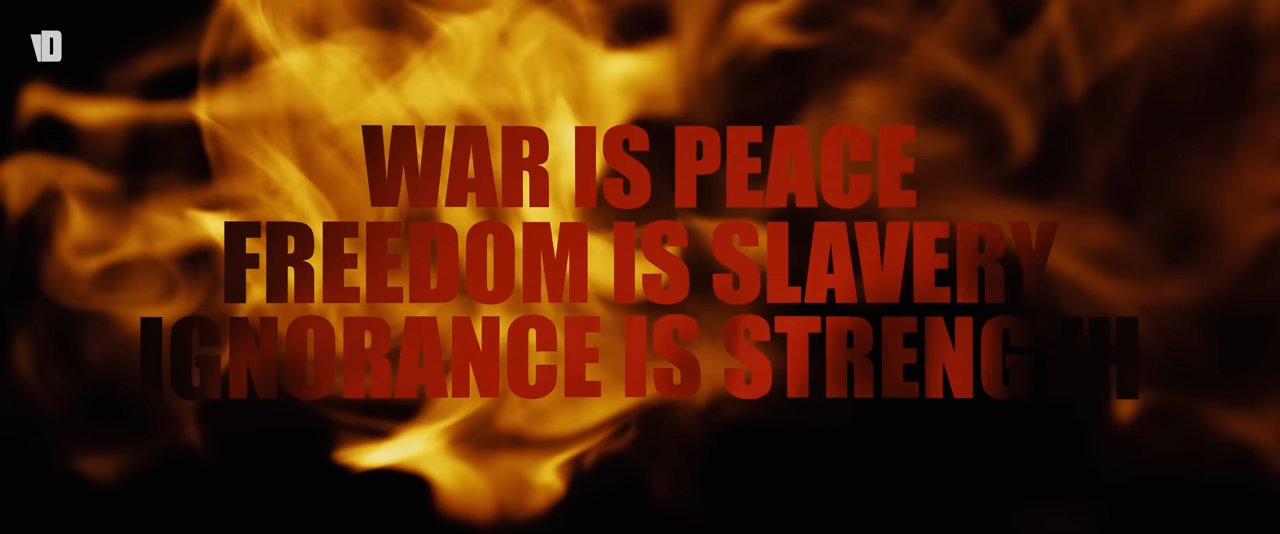 WAR IS PEACE
FREEDOM IS SLAVERY
IGNORANCE IS STRENGTH